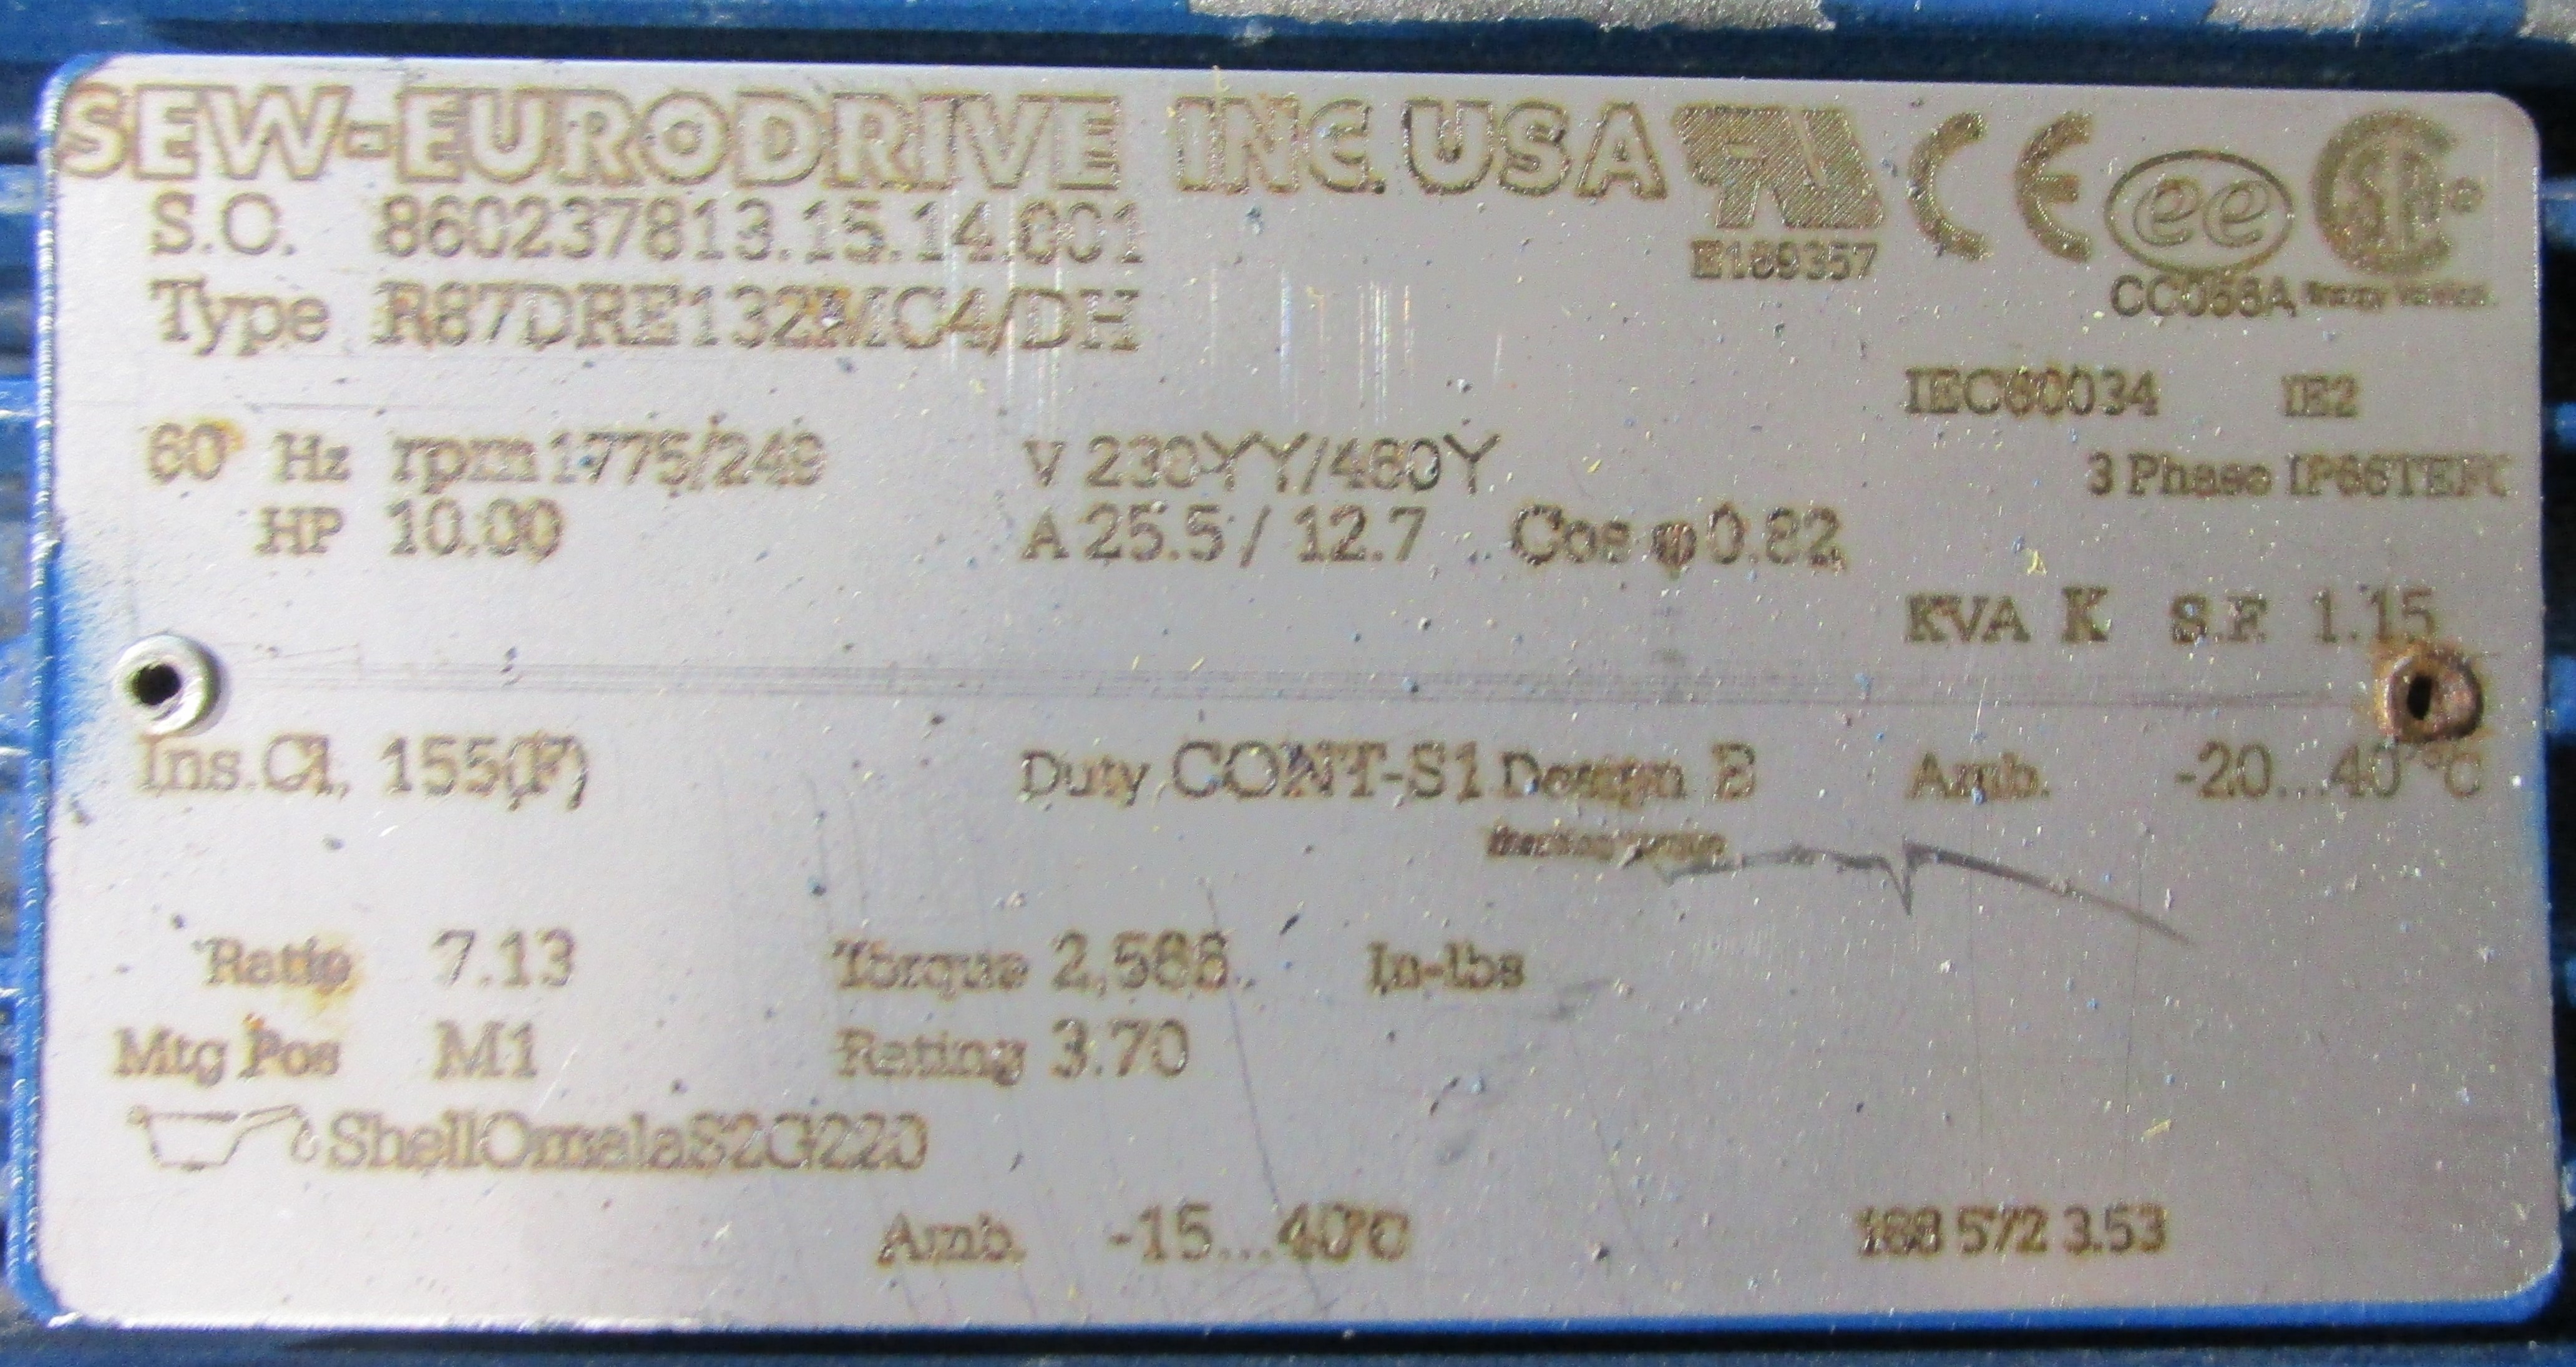 SEW-EURODRIVE INC. USA
S.O. 860237813.15.14.001
E189357
CC056A Energy Verified
Type R87DRE132MC4/DH
IEC60034 IE2
60 Hz rpm 1775/249 V 230YY/460Y
3 Phase IP66TEFC
HP 10.00 A 25.5 / 12.7 Cos φ 0.82
KVA K S.F. 1.15
Ins.Cl. 155(F) Duty CONT-S1 Design B Amb. -20...40 °C
Ratio 7.13 Torque 2,588 In-lbs
Mtg Pos M1 Rating 3.70
ShellOmalaS2G220
Amb. -15...40°C 188 572 3.53